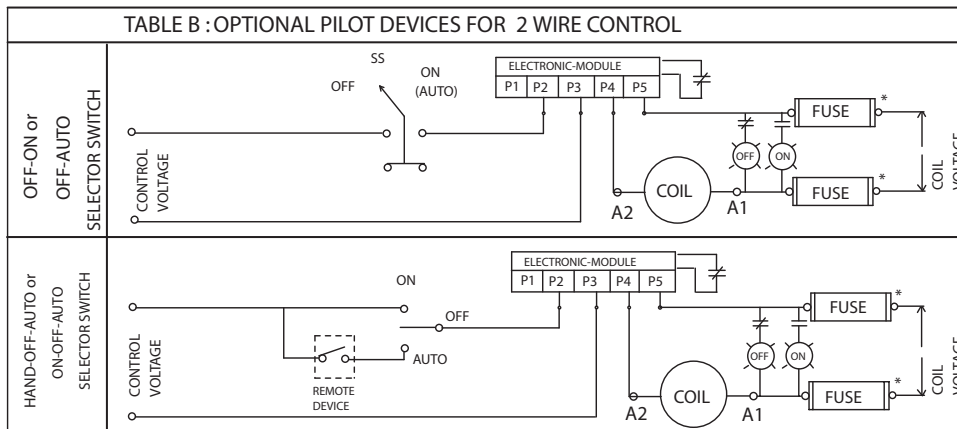 TABLE B : OPTIONAL PILOT DEVICES FOR 2 WIRE CONTROL
OFF-ON or
OFF-AUTO
SELECTOR SWITCH
CONTROL
VOLTAGE
SS
OFF
ON
(AUTO)
ELECTRONIC-MODULE
P1 P2 P3 P4 P5
OFF
ON
FUSE
*
FUSE
*
COIL
A2
A1
COIL
VOLTAGE
HAND-OFF-AUTO or
ON-OFF-AUTO
SELECTOR SWITCH
CONTROL
VOLTAGE
ON
OFF
AUTO
REMOTE
DEVICE
ELECTRONIC-MODULE
P1 P2 P3 P4 P5
OFF
ON
FUSE
*
FUSE
*
COIL
A2
A1
COIL
VOLTAGE